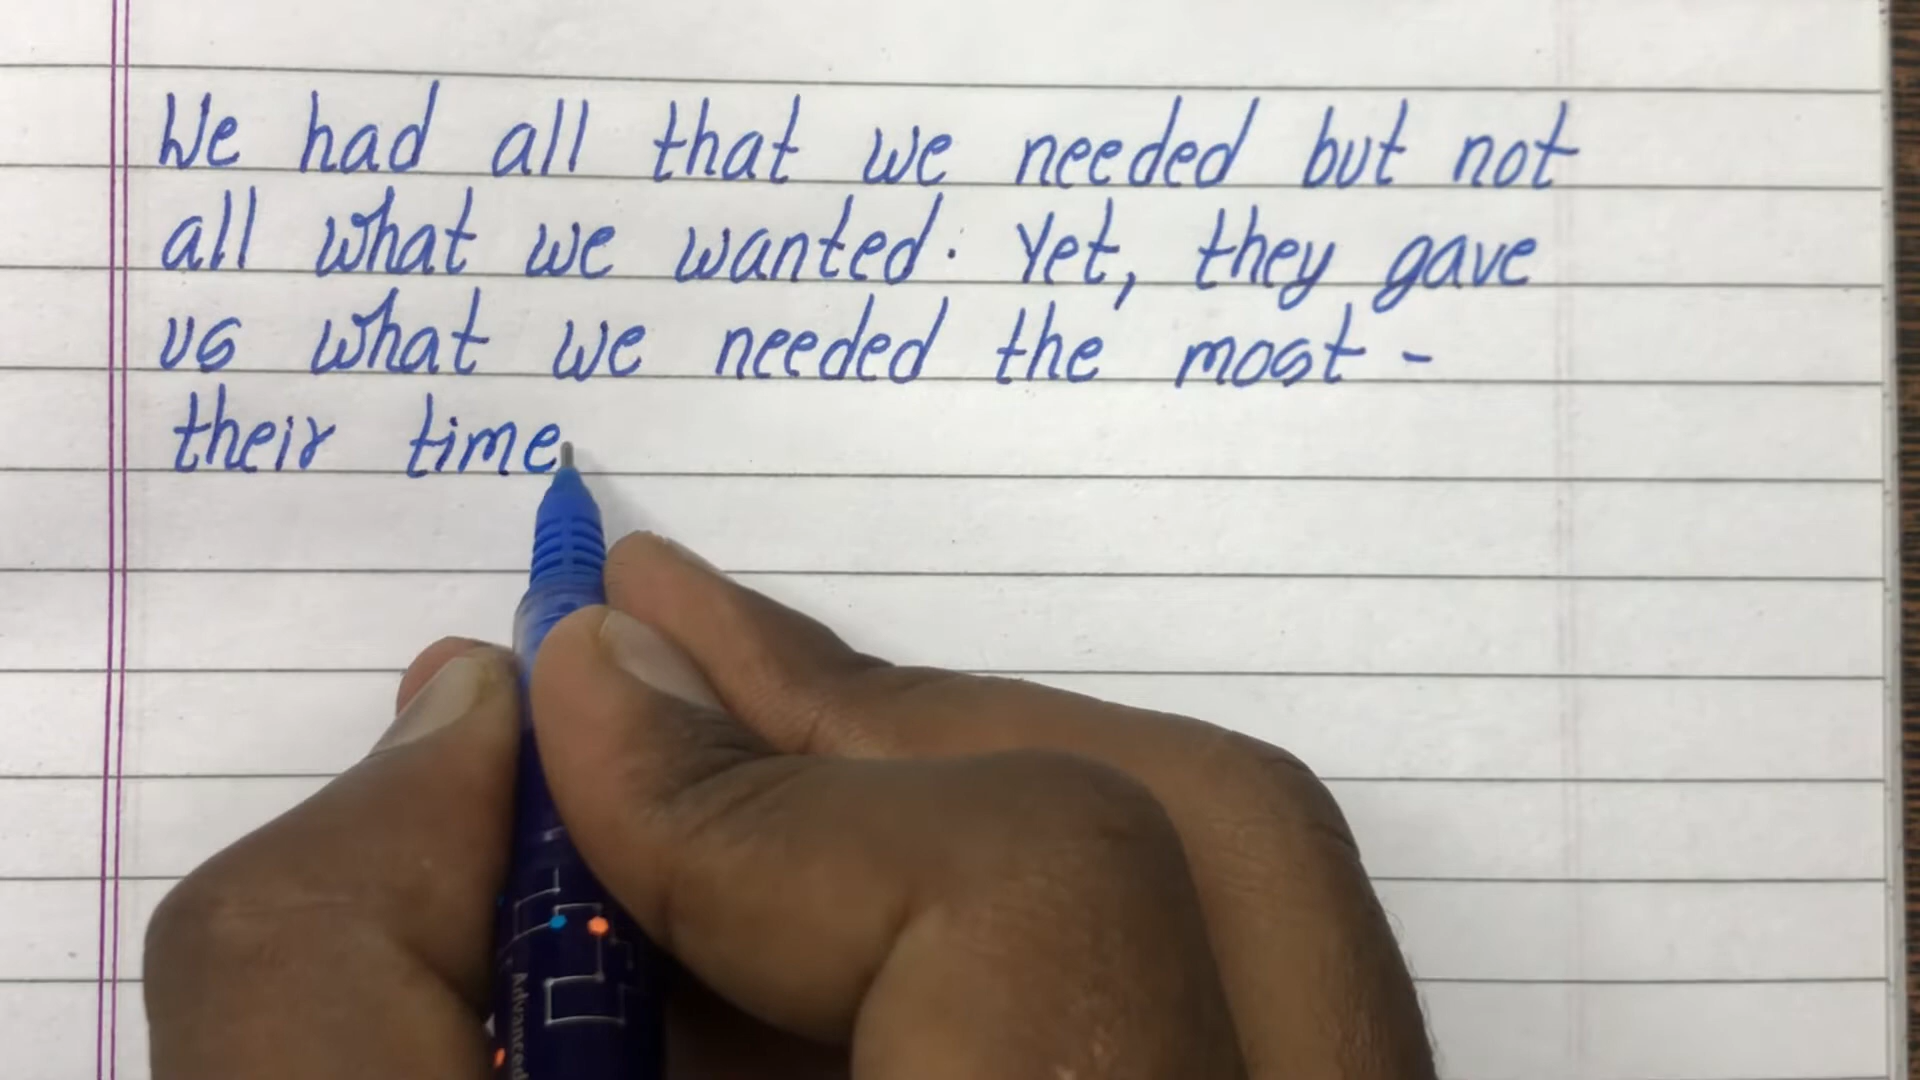 We had all that we needed but not
all what we wanted. Yet, they gave
us what we needed the most -
their time
Advanced